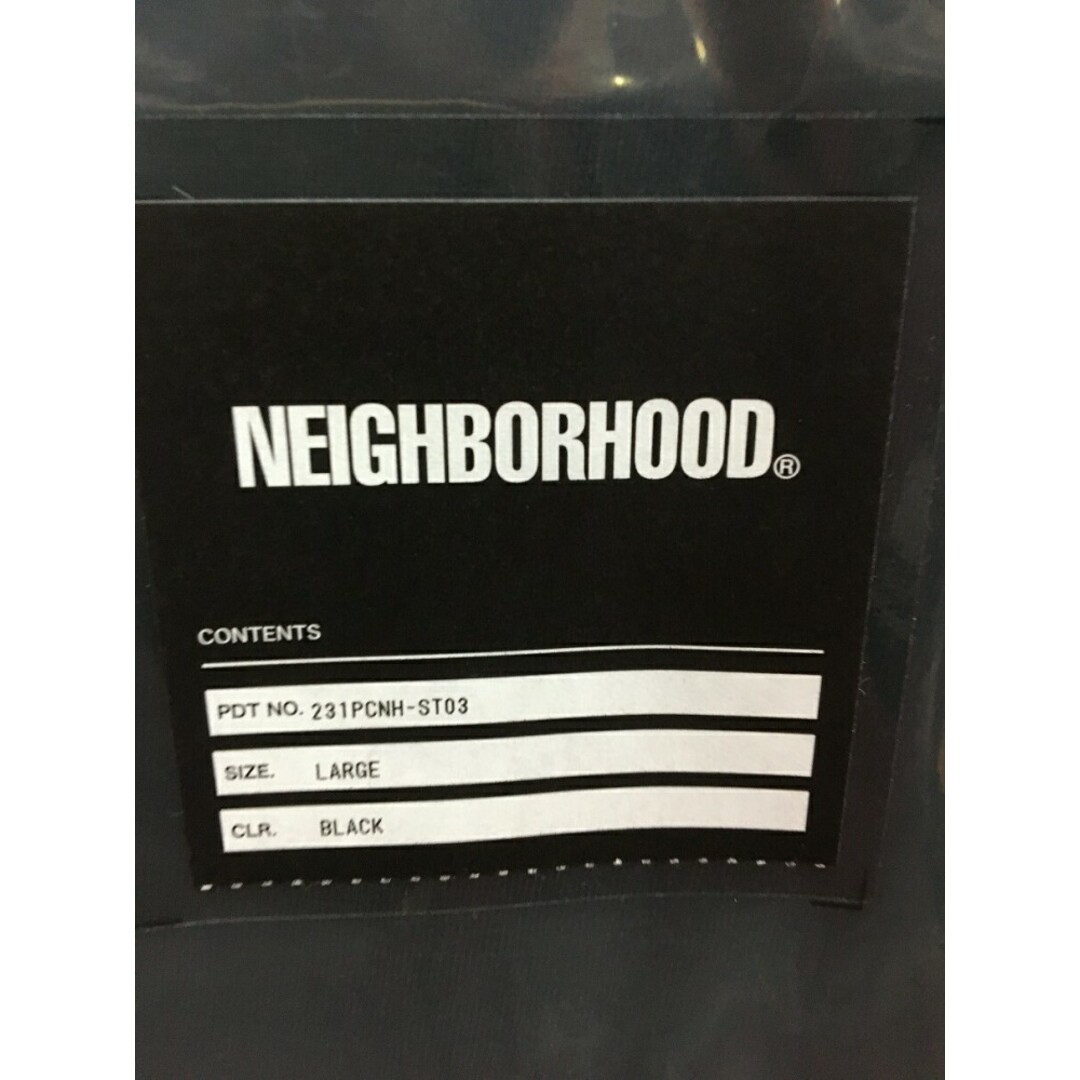 NEIGHBORHOOD®
CONTENTS
PDT NO. 231PCNH-ST03
SIZE. LARGE
CLR. BLACK